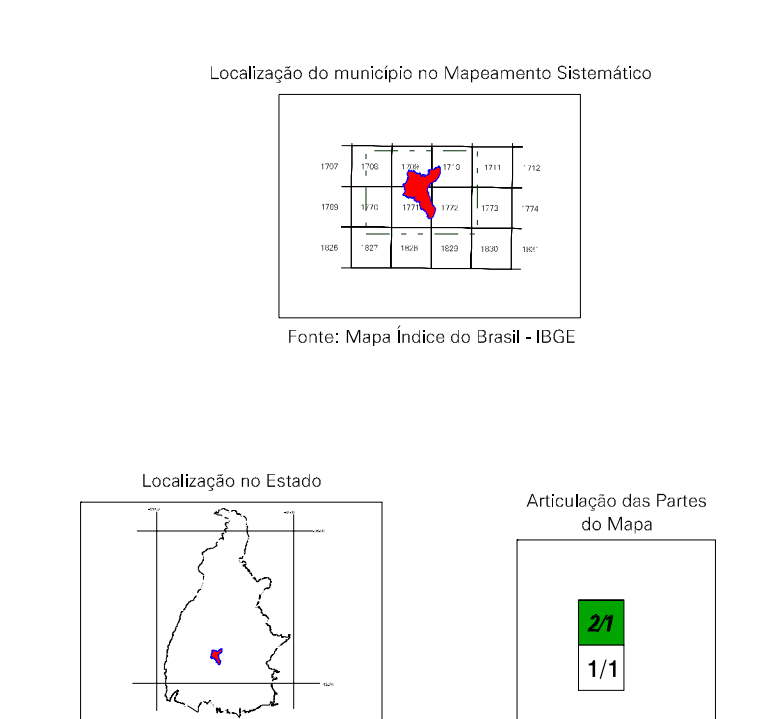 Localização do município no Mapeamento Sistemático
1707 1708 1709 1710 1711 1712
1769 1770 1771 1772 1773 1774
1826 1827 1828 1829 1830 1831
Fonte: Mapa Índice do Brasil - IBGE
Localização no Estado
Articulação das Partes
do Mapa
2/1
1/1